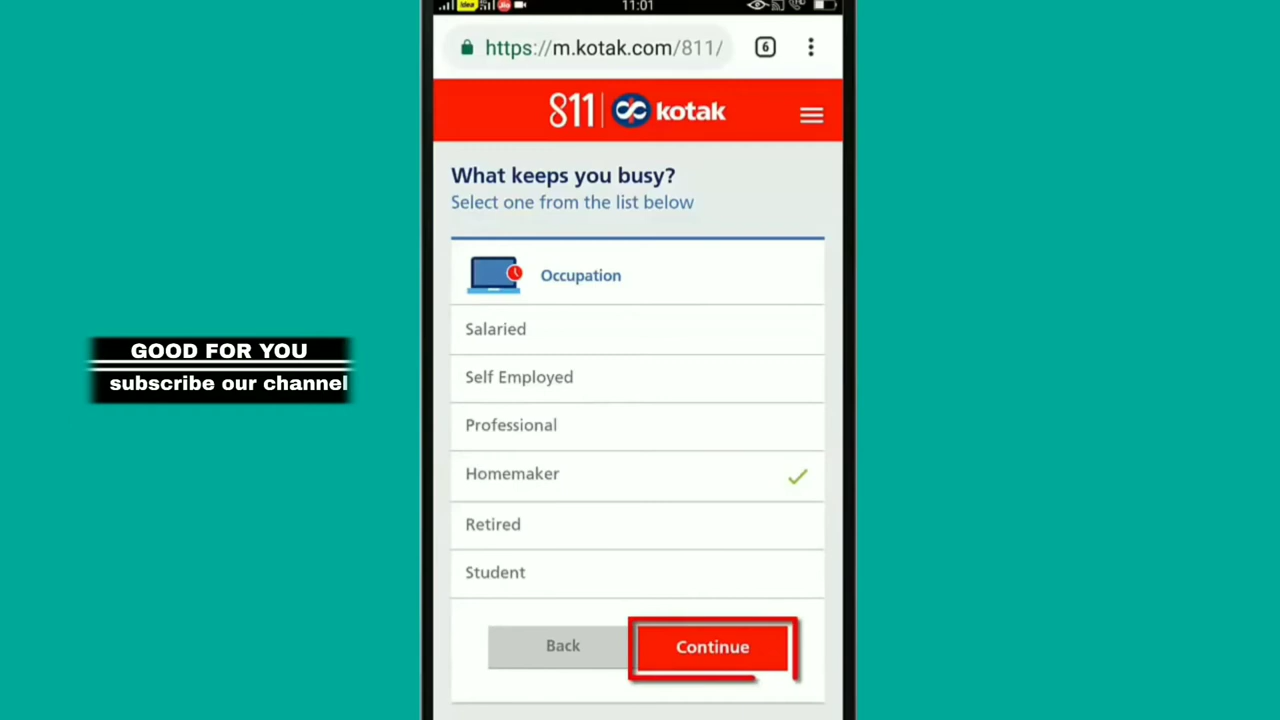 idea
11:01
https://m.kotak.com/811/
6
811 kotak
What keeps you busy?
Select one from the list below
Occupation
Salaried
Self Employed
GOOD FOR YOU
subscribe our channel
Professional
Homemaker
Retired
Student
Back
Continue